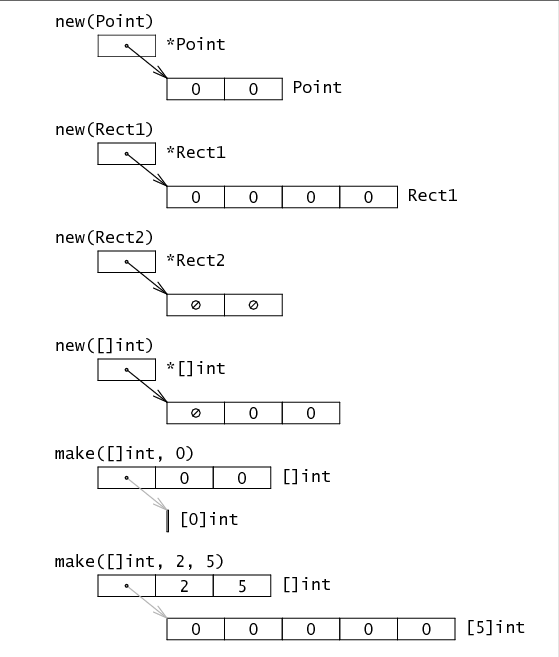 new(Point)
*Point
0 0 Point
new(Rect1)
*Rect1
0 0 0 0 Rect1
new(Rect2)
*Rect2
∅ ∅
new([]int)
*[]int
∅ 0 0
make([]int, 0)
0 0 []int
[0]int
make([]int, 2, 5)
2 5 []int
0 0 0 0 0 [5]int